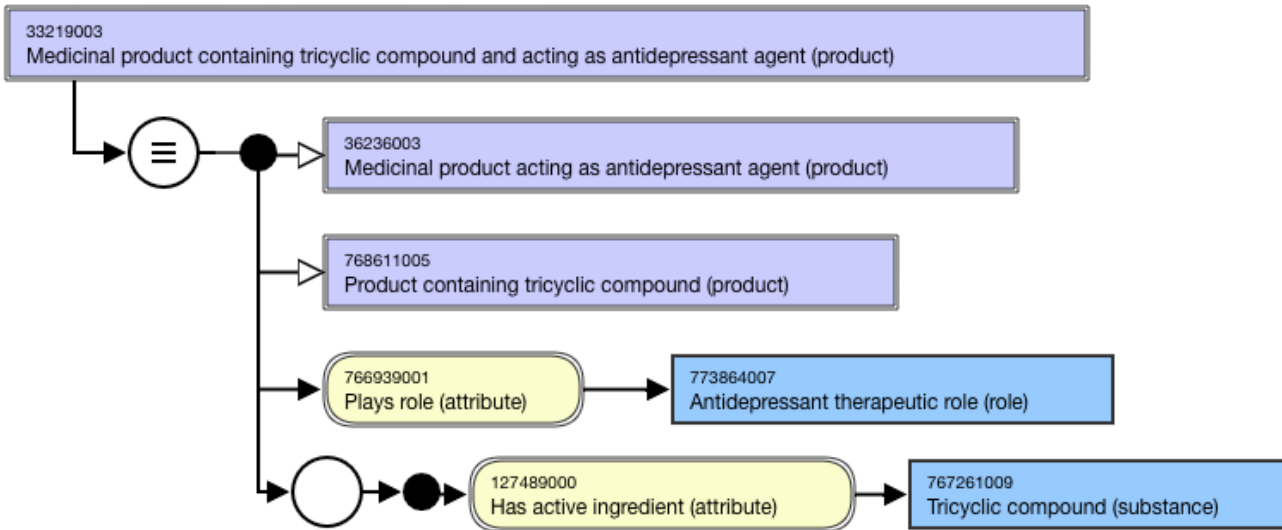 33219003
Medicinal product containing tricyclic compound and acting as antidepressant agent (product)
36236003
Medicinal product acting as antidepressant agent (product)
768611005
Product containing tricyclic compound (product)
766939001
Plays role (attribute)
773864007
Antidepressant therapeutic role (role)
127489000
Has active ingredient (attribute)
767261009
Tricyclic compound (substance)